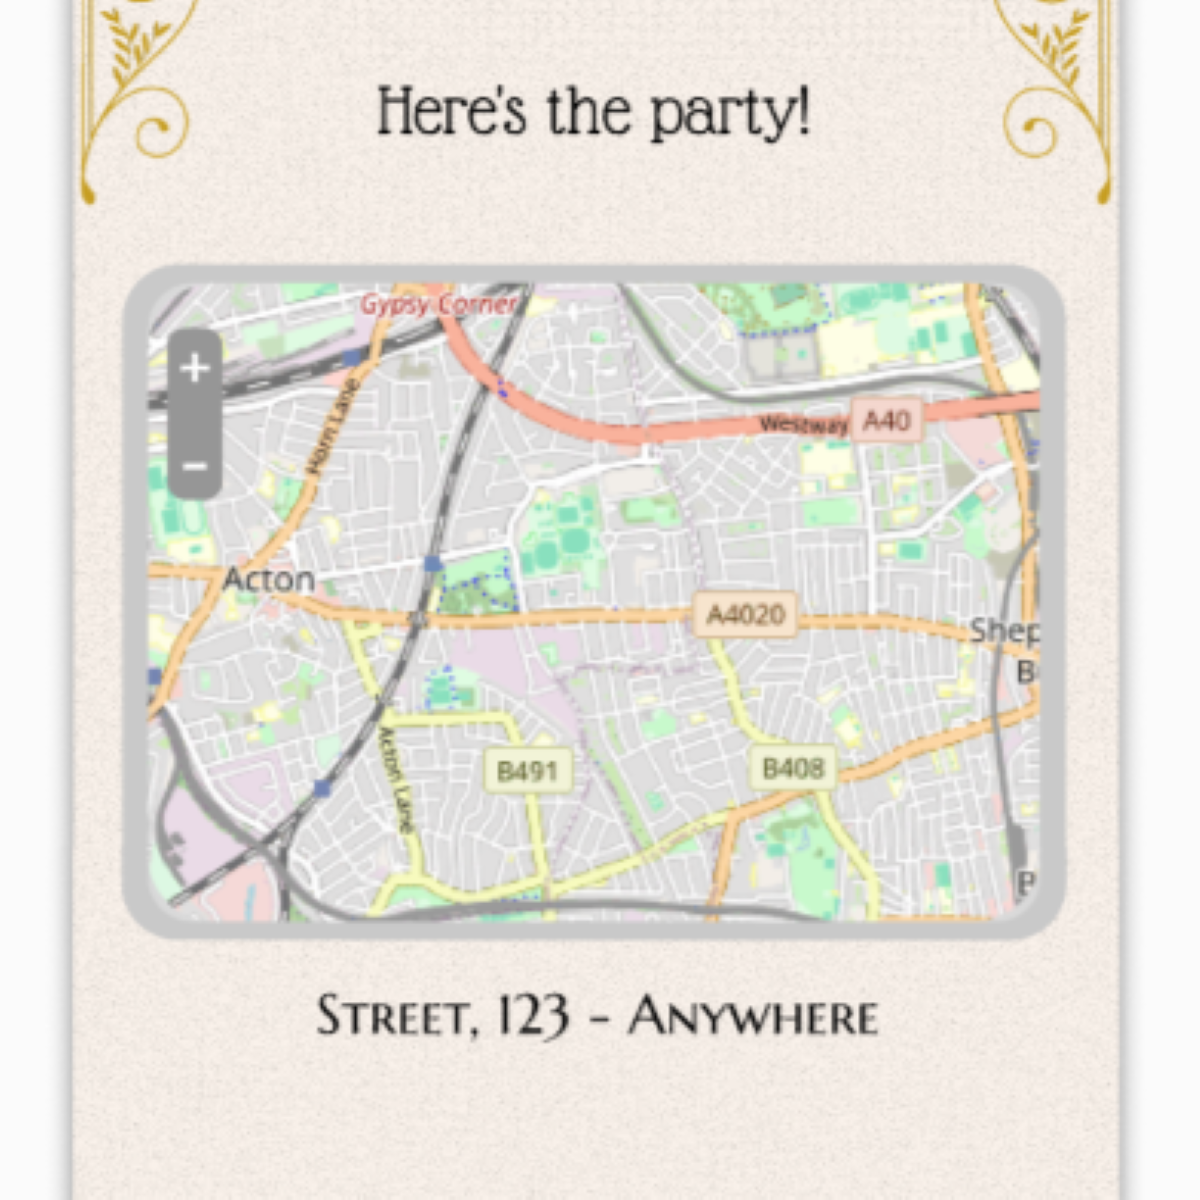 Here's the party!
Gypsy Corner
+
Horn Lane
Westway
A40
−
Acton
A4020
Shep
B
Acton Lane
B491
B408
P
Street, 123 - Anywhere